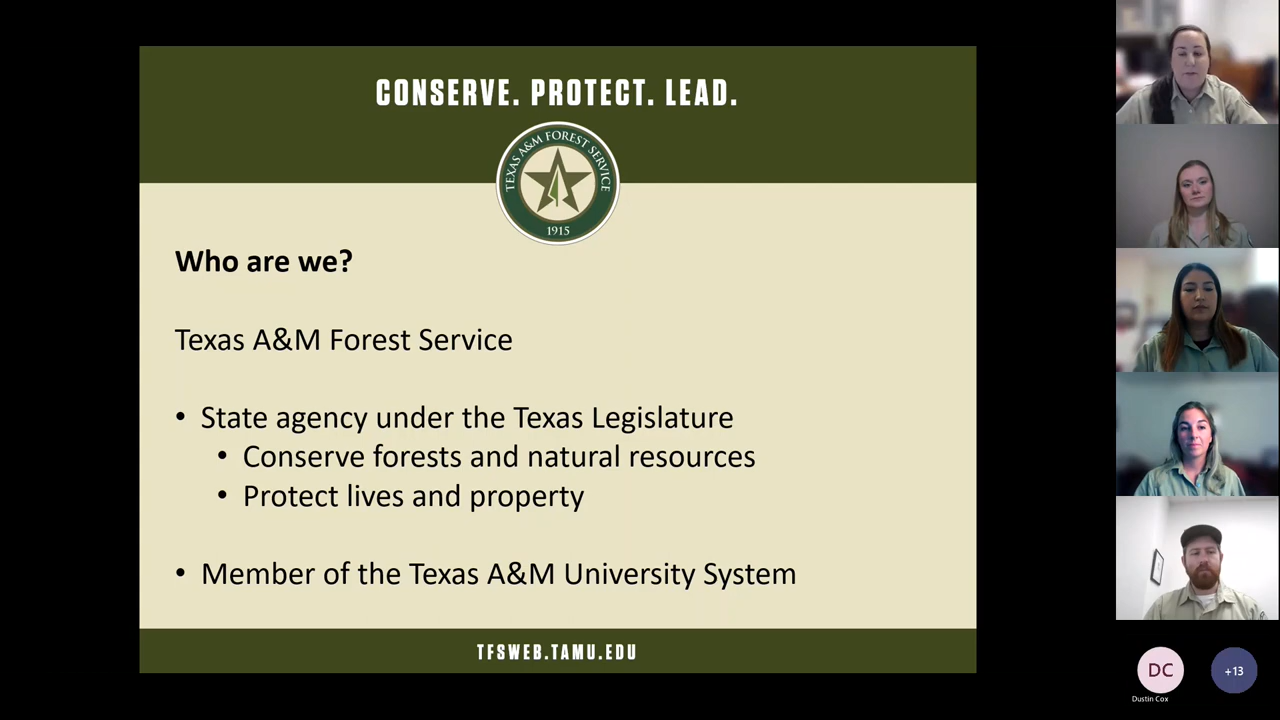 CONSERVE. PROTECT. LEAD.
TEXAS A&M FOREST SERVICE
1915
Who are we?
Texas A&M Forest Service
• State agency under the Texas Legislature
• Conserve forests and natural resources
• Protect lives and property
• Member of the Texas A&M University System
TFSWEB.TAMU.EDU
DC
+13
Dustin Cox